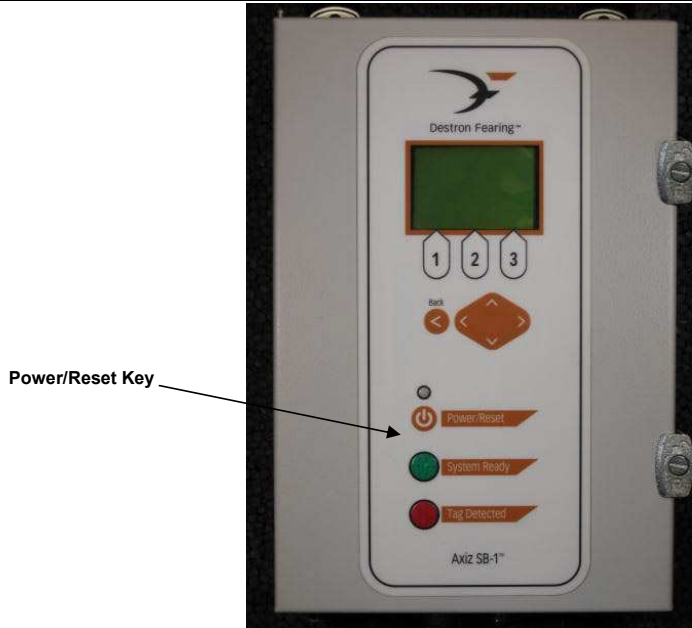 Destron Fearing™
1 2 3
Back
Power/Reset Key
Power/Reset
System Ready
Tag Detected
Axiz SB-1™